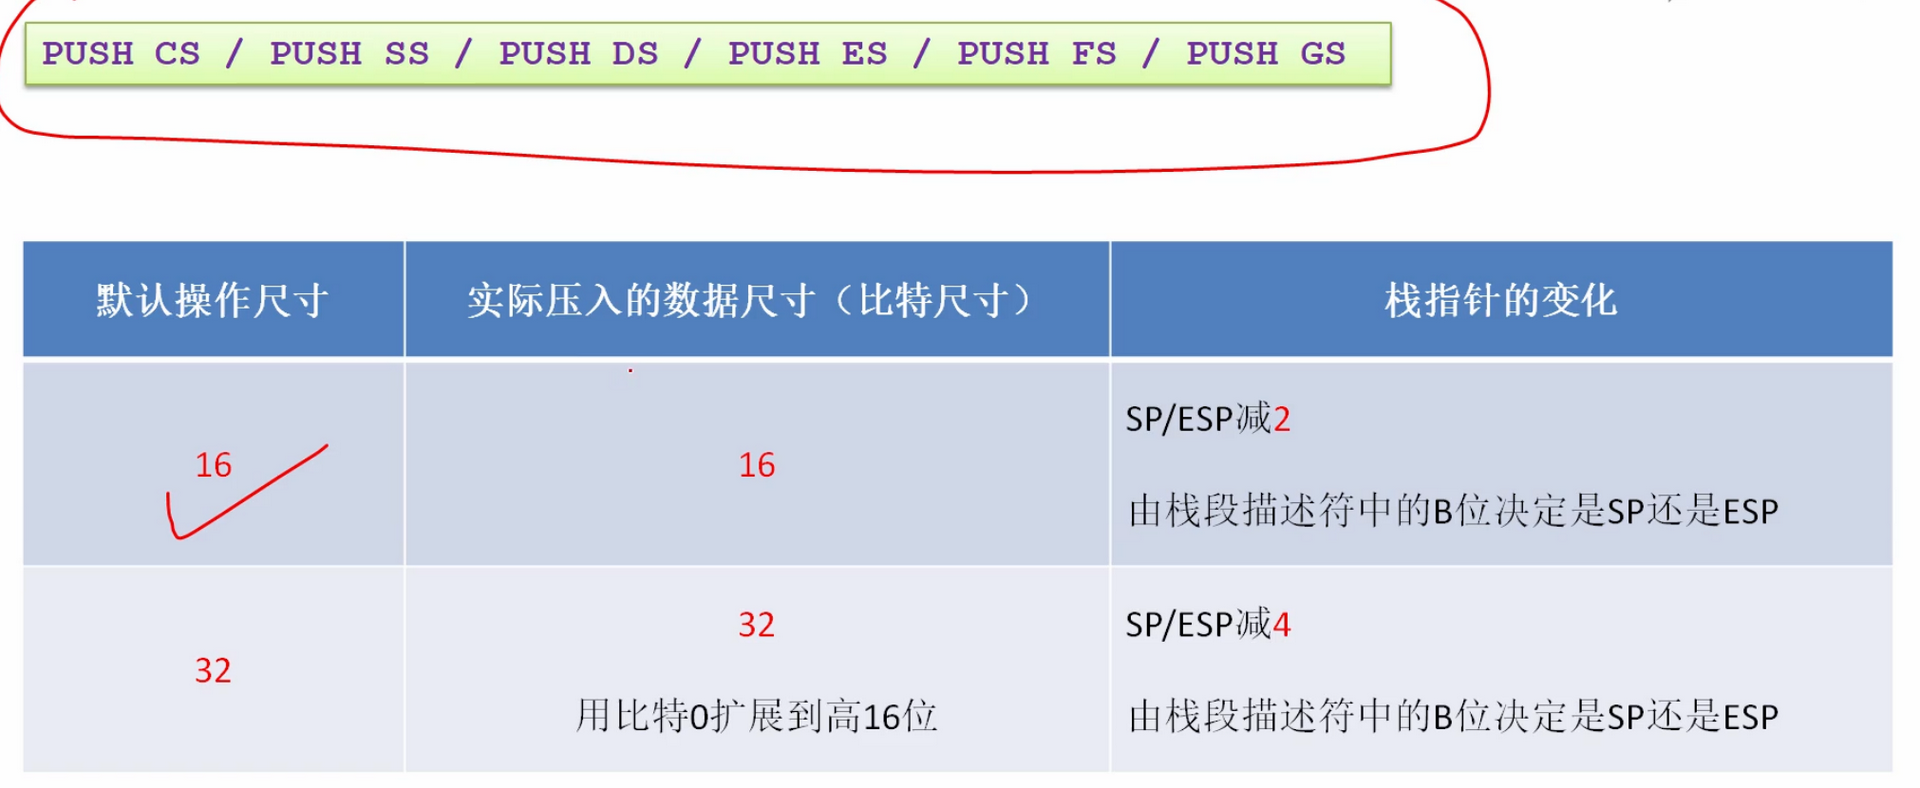 PUSH CS / PUSH SS / PUSH DS / PUSH ES / PUSH FS / PUSH GS
默认操作尺寸
实际压入的数据尺寸（比特尺寸）
栈指针的变化
16
16
SP/ESP减2
由栈段描述符中的B位决定是SP还是ESP
32
32
用比特0扩展到高16位
SP/ESP减4
由栈段描述符中的B位决定是SP还是ESP